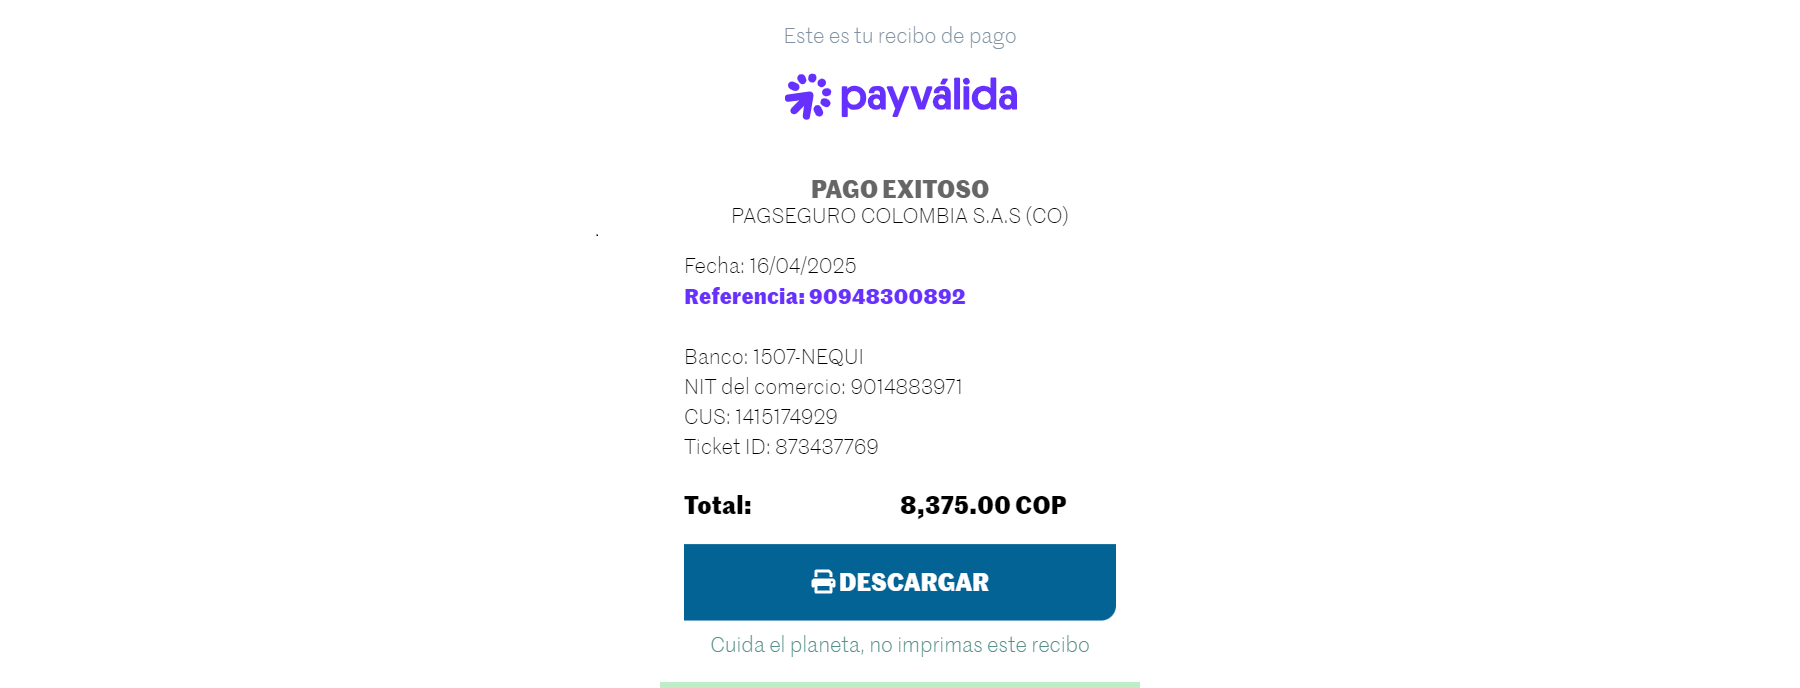 Este es tu recibo de pago
payválida
PAGO EXITOSO
PAGSEGURO COLOMBIA S.A.S (CO)
.
Fecha: 16/04/2025
Referencia: 90948300892
Banco: 1507-NEQUI
NIT del comercio: 9014883971
CUS: 1415174929
Ticket ID: 873437769
Total: 8,375.00 COP
DESCARGAR
Cuida el planeta, no imprimas este recibo